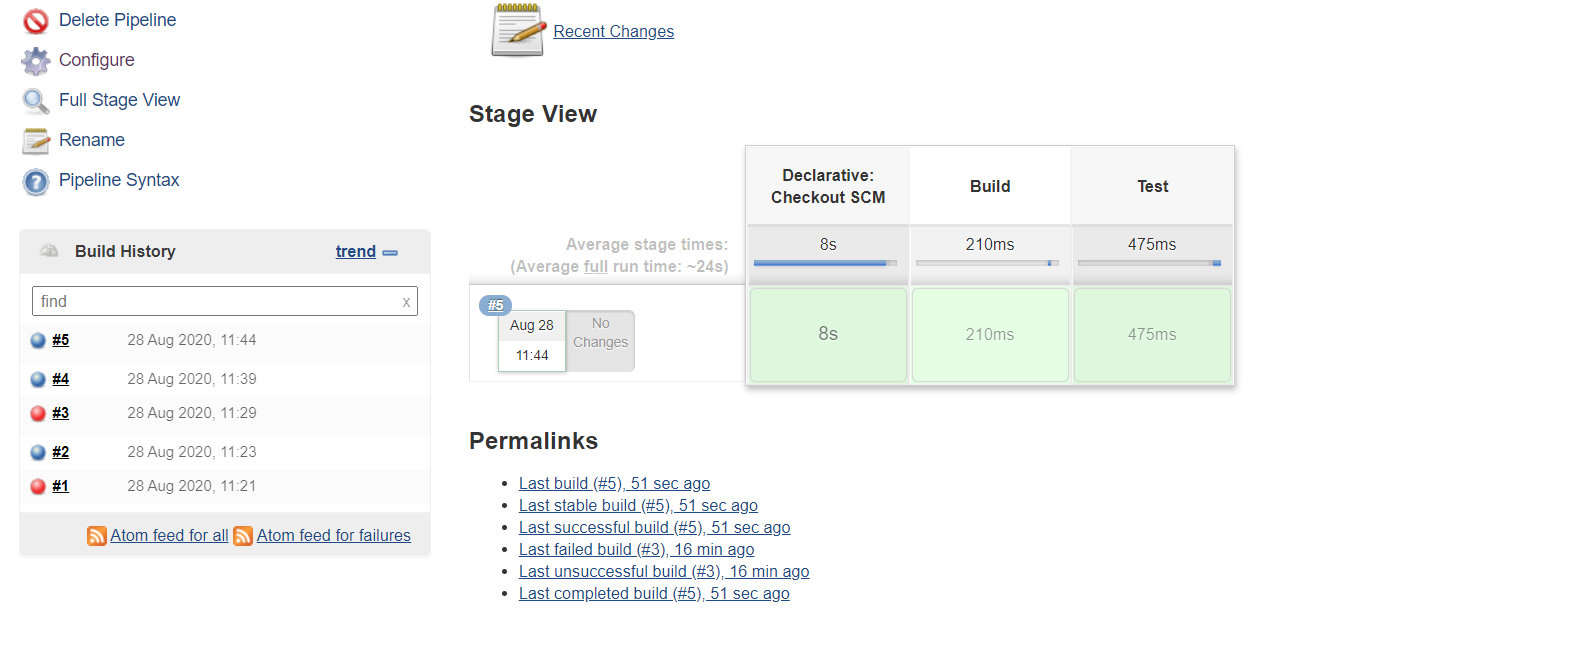 Delete Pipeline
Configure
Full Stage View
Rename
Pipeline Syntax
Build History
trend
find
x
#5
28 Aug 2020, 11:44
#4
28 Aug 2020, 11:39
#3
28 Aug 2020, 11:29
#2
28 Aug 2020, 11:23
#1
28 Aug 2020, 11:21
Atom feed for all
Atom feed for failures
Recent Changes
Stage View
Declarative:
Checkout SCM
Build
Test
Average stage times:
(Average full run time: ~24s)
8s
210ms
475ms
#5
Aug 28
11:44
No
Changes
8s
210ms
475ms
Permalinks
Last build (#5), 51 sec ago
Last stable build (#5), 51 sec ago
Last successful build (#5), 51 sec ago
Last failed build (#3), 16 min ago
Last unsuccessful build (#3), 16 min ago
Last completed build (#5), 51 sec ago